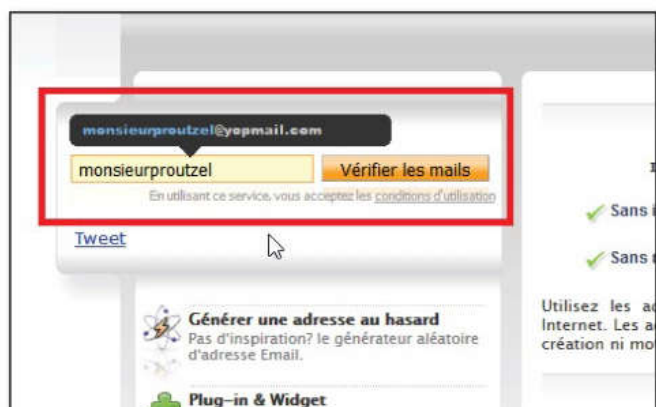 monsieurproutzel@yopmail.com
monsieurproutzel
Vérifier les mails
En utilisant ce service, vous acceptez les conditions d'utilisation
Tweet
Générer une adresse au hasard
Pas d'inspiration? le générateur aléatoire
d'adresse Email.
Plug-in & Widget
Sans
Sans
Utilisez les
Internet. Les
création ni